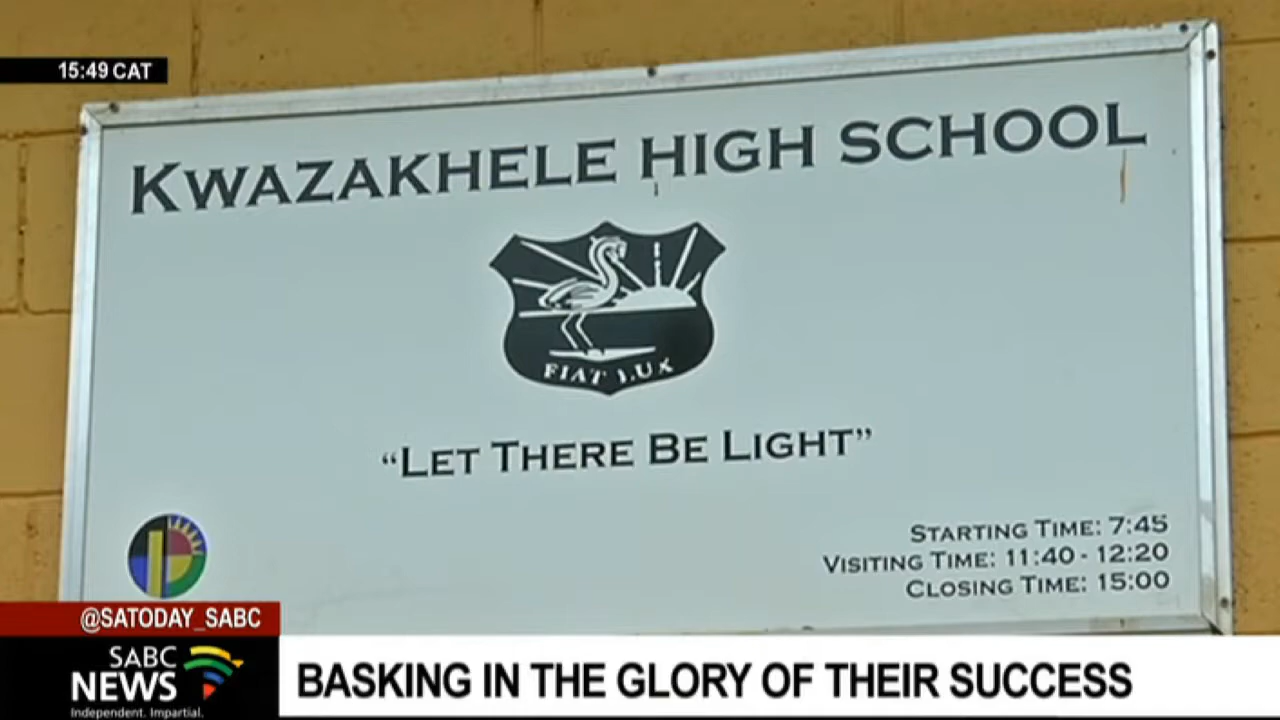 15:49 CAT
KWAZAKHELE HIGH SCHOOL
FIAT LUX
“LET THERE BE LIGHT”
STARTING TIME: 7:45
VISITING TIME: 11:40 - 12:20
CLOSING TIME: 15:00
@SATODAY_SABC
SABC
NEWS
Independent. Impartial.
BASKING IN THE GLORY OF THEIR SUCCESS